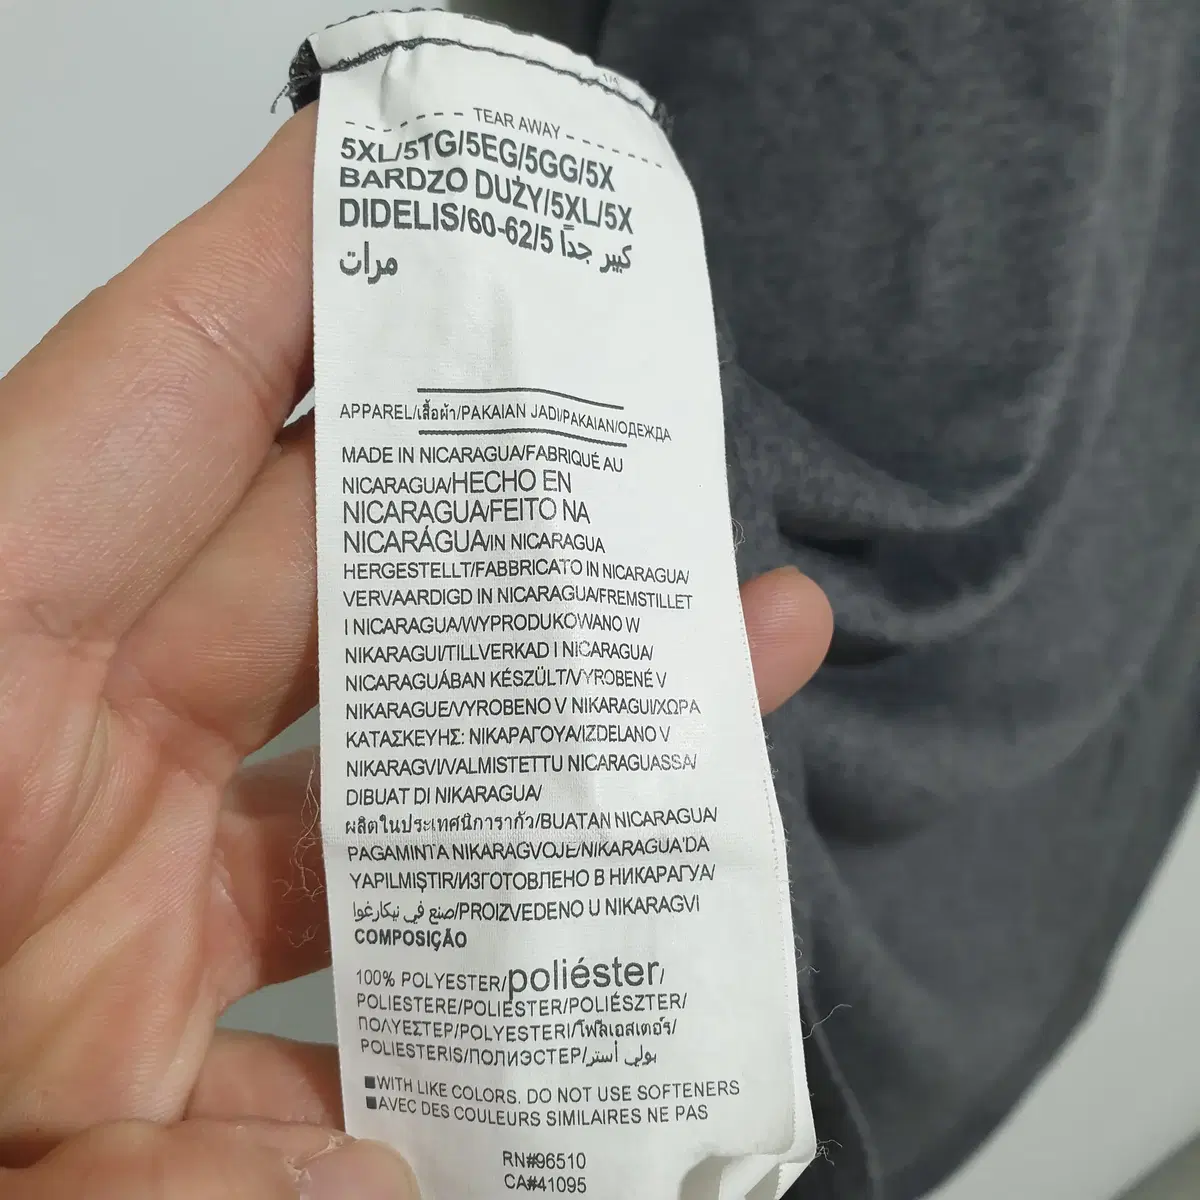 TEAR AWAY
5XL/5TG/5EG/5GG/5X
BARDZO DUŻY/5XL/5X
DIDELIS/60-62/5 كبير جداً
مرات
APPAREL/เสื้อผ้า/PAKAIAN JADI/PAKAIAN/ОДЕЖДА
MADE IN NICARAGUA/FABRIQUÉ AU
NICARAGUA/HECHO EN
NICARAGUA/FEITO NA
NICARÁGUA/IN NICARAGUA
HERGESTELLT/FABBRICATO IN NICARAGUA/
VERVAARDIGD IN NICARAGUA/FREMSTILLET
I NICARAGUA/WYPRODUKOWANO W
NIKARAGUI/TILLVERKAD I NICARAGUA/
NICARAGUÁBAN KÉSZÜLT/VYROBENÉ V
NIKARAGUE/VYROBENO V NIKARAGUI/ΧΩΡΑ
ΚΑΤΑΣΚΕΥΗΣ: ΝΙΚΑΡΑΓΟΥΑ/IZDELANO V
NIKARAGVI/VALMISTETTU NICARAGUASSA/
DIBUAT DI NIKARAGUA/
ผลิตในประเทศนิการากัว/BUATAN NICARAGUA/
PAGAMINTA NIKARAGVOJE/NIKARAGUA'DA
YAPILMIŞTIR/ИЗГОТОВЛЕНО В НИКАРАГУА/
صنع في نيكارغوا/PROIZVEDENO U NIKARAGVI
COMPOSIÇÃO
100% POLYESTER/poliéster/
POLIESTERE/POLIESTER/POLIÉSZTER/
ΠΟΛΥΕΣΤΕΡ/POLYESTERI/โพลีเอสเตอร์/
POLIESTERIS/ПОЛИЭСТЕР/بولي أستر
■WITH LIKE COLORS. DO NOT USE SOFTENERS
■AVEC DES COULEURS SIMILAIRES NE PAS
RN#96510
CA#41095